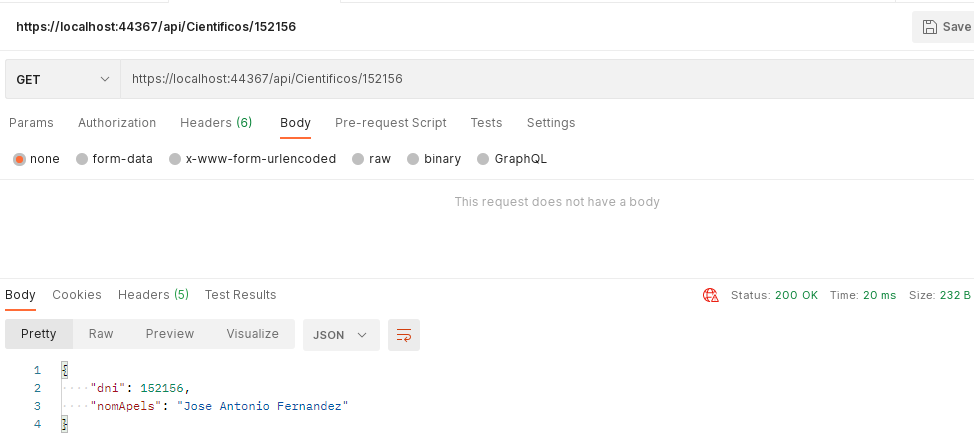 https://localhost:44367/api/Cientificos/152156
Save
GET https://localhost:44367/api/Cientificos/152156
Params Authorization Headers (6) Body Pre-request Script Tests Settings
none form-data x-www-form-urlencoded raw binary GraphQL
This request does not have a body
Body Cookies Headers (5) Test Results Status: 200 OK Time: 20 ms Size: 232 B
Pretty Raw Preview Visualize JSON
1 {
2 "dni": 152156,
3 "nomApels": "Jose Antonio Fernandez"
4 }